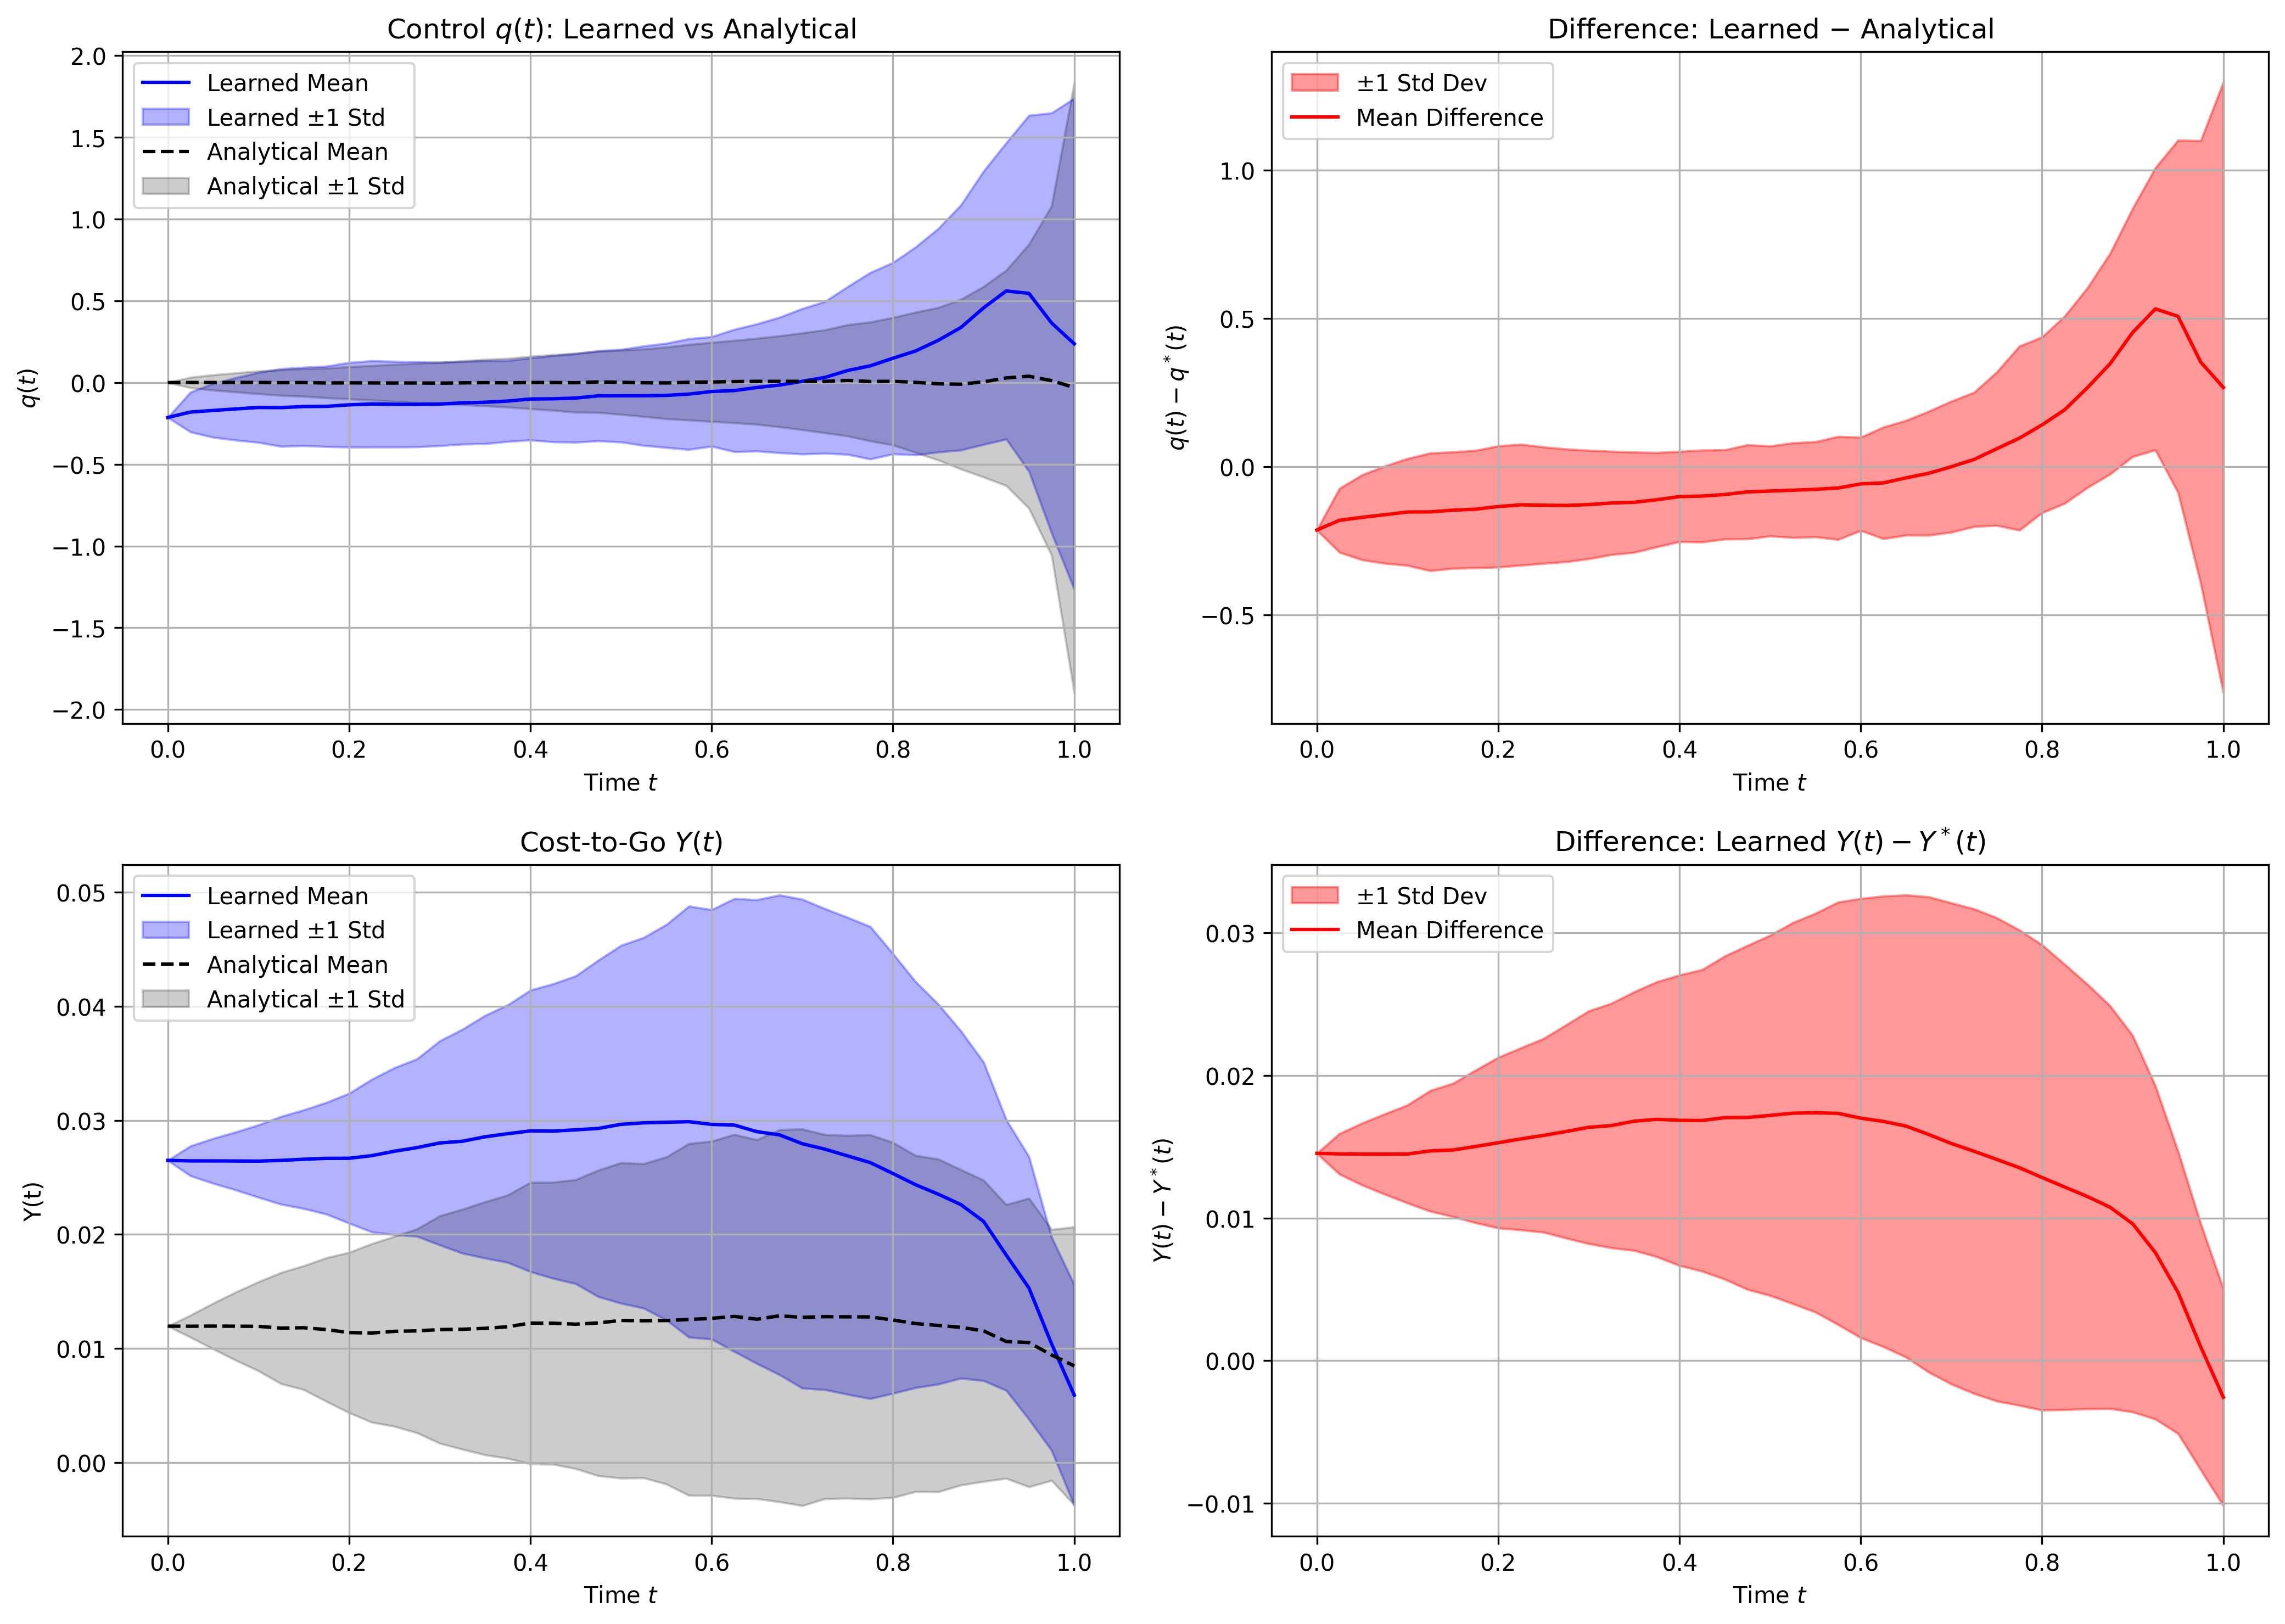 Control q(t): Learned vs Analytical
Learned Mean
Learned ±1 Std
Analytical Mean
Analytical ±1 Std
2.0
1.5
1.0
0.5
0.0
−0.5
−1.0
−1.5
−2.0
q(t)
0.0 0.2 0.4 0.6 0.8 1.0
Time t
Difference: Learned − Analytical
±1 Std Dev
Mean Difference
1.0
0.5
0.0
−0.5
q(t) − q*(t)
0.0 0.2 0.4 0.6 0.8 1.0
Time t
Cost-to-Go Y(t)
Learned Mean
Learned ±1 Std
Analytical Mean
Analytical ±1 Std
0.05
0.04
0.03
0.02
0.01
0.00
Y(t)
0.0 0.2 0.4 0.6 0.8 1.0
Time t
Difference: Learned Y(t) − Y*(t)
±1 Std Dev
Mean Difference
0.03
0.02
0.01
0.00
−0.01
Y(t) − Y*(t)
0.0 0.2 0.4 0.6 0.8 1.0
Time t